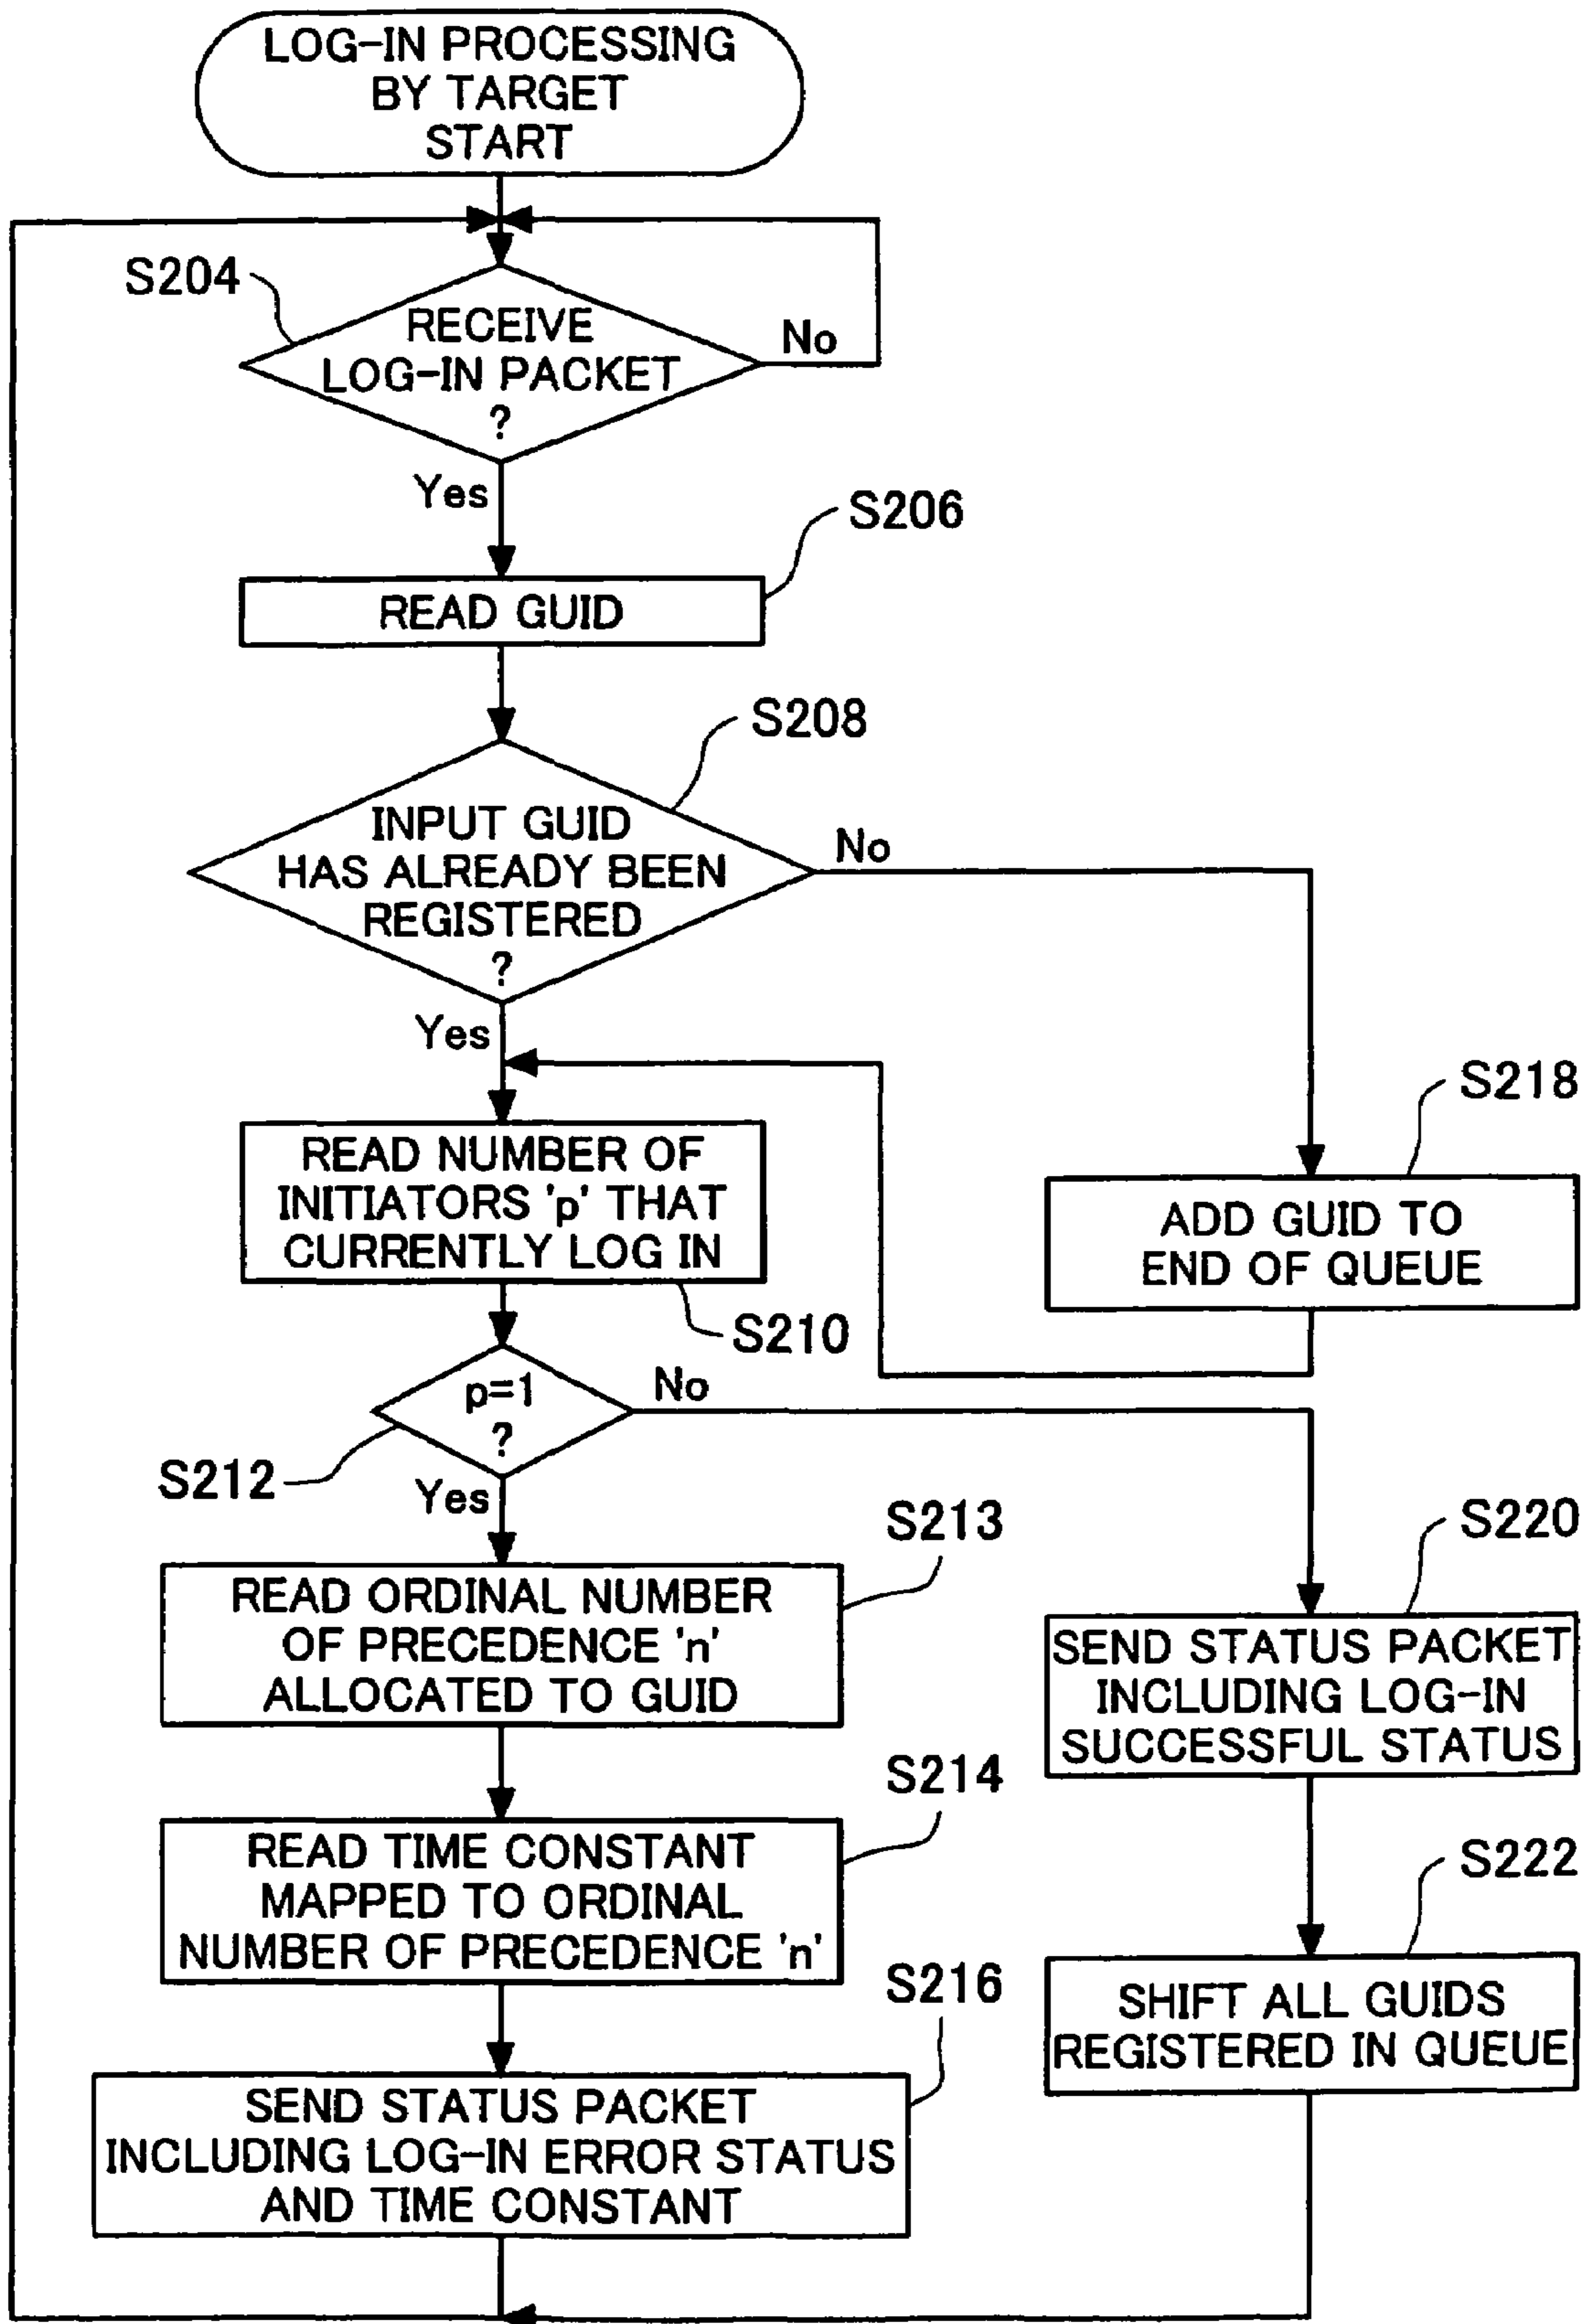 LOG-IN PROCESSING
BY TARGET
START
S204
RECEIVE
LOG-IN PACKET
?
No
Yes
S206
READ GUID
S208
INPUT GUID
HAS ALREADY BEEN
REGISTERED
?
No
Yes
S218
READ NUMBER OF
INITIATORS 'p' THAT
CURRENTLY LOG IN
ADD GUID TO
END OF QUEUE
S210
p=1
?
No
S212
Yes
S213
S220
READ ORDINAL NUMBER
OF PRECEDENCE 'n'
ALLOCATED TO GUID
SEND STATUS PACKET
INCLUDING LOG-IN
SUCCESSFUL STATUS
S214
READ TIME CONSTANT
MAPPED TO ORDINAL
NUMBER OF PRECEDENCE 'n'
S222
SHIFT ALL GUIDS
REGISTERED IN QUEUE
S216
SEND STATUS PACKET
INCLUDING LOG-IN ERROR STATUS
AND TIME CONSTANT